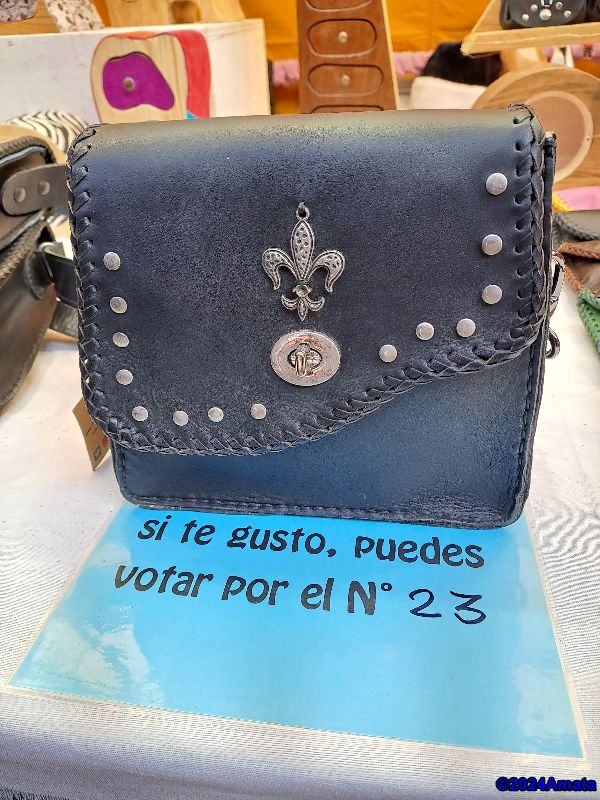 si te gusto, puedes
votar por el N° 23
©2024Amata